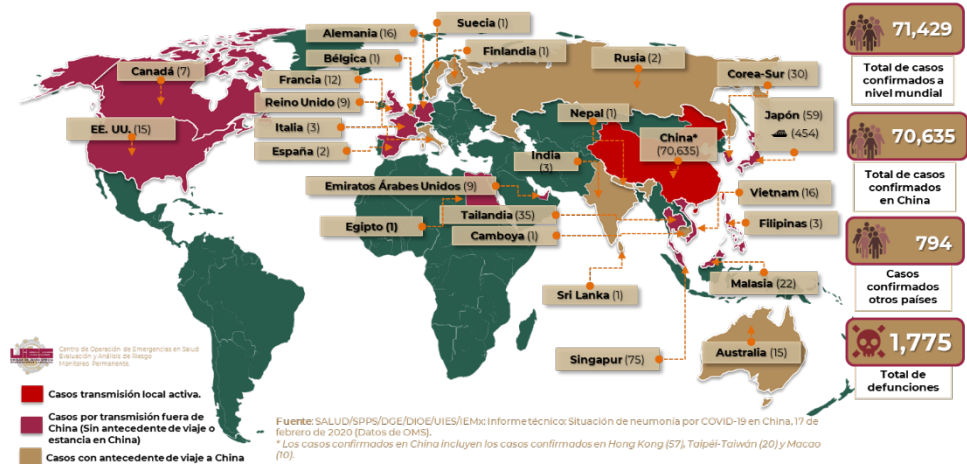 Suecia (1)
Alemania (16)
Bélgica (1)
Finlandia (1)
Canadá (7)
Francia (12)
Rusia (2)
Corea-Sur (30)
Reino Unido (9)
Nepal (1)
Japón (59)
(454)
EE. UU. (15)
Italia (3)
China*
(70,635)
España (2)
India
(3)
Emiratos Árabes Unidos (9)
Vietnam (16)
Egipto (1)
Tailandia (35)
Filipinas (3)
Camboya (1)
Malasia (22)
Sri Lanka (1)
Singapur (75)
Australia (15)
71,429
Total de casos
confirmados a
nivel mundial
70,635
Total de casos
confirmados
en China
794
Casos
confirmados
otros países
1,775
Total de
defunciones
UIES
Centro de Operación de Emergencias en Salud
Evaluación y Análisis de Riesgo
Monitoreo Permanente.
Casos transmisión local activa.
Casos por transmisión fuera de
China (Sin antecedente de viaje o
estancia en China)
Casos con antecedente de viaje a China
Fuente: SALUD/SPPS/DGE/DIOE/UIES/IEMx: Informe técnico: Situación de neumonía por COVID-19 en China, 17 de
febrero de 2020 (Datos de OMS).
* Los casos confirmados en China incluyen los casos confirmados en Hong Kong (57), Taipéi-Taiwán (20) y Macao
(10).